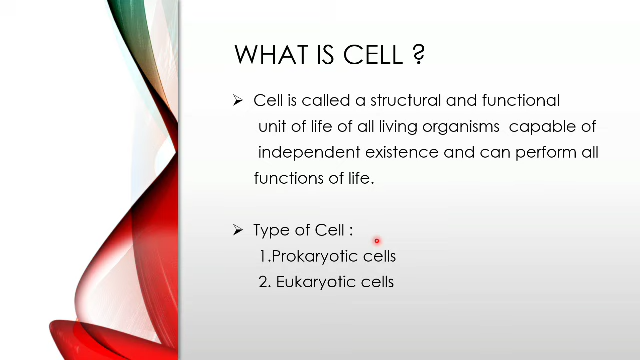 WHAT IS CELL ?
➢ Cell is called a structural and functional
unit of life of all living organisms capable of
independent existence and can perform all
functions of life.
➢ Type of Cell :
1.Prokaryotic cells
2. Eukaryotic cells